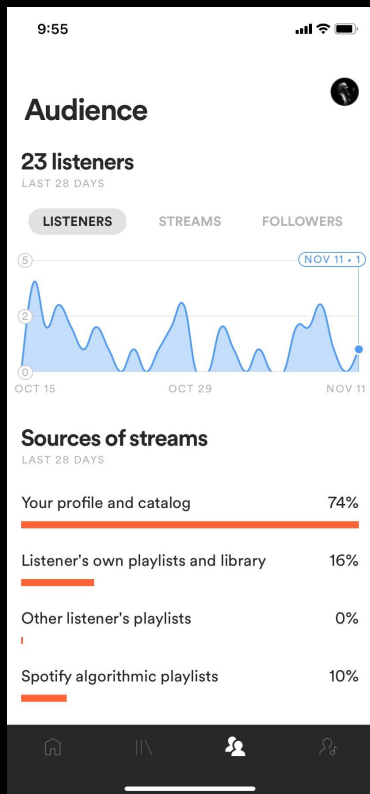 9:55
Audience
23 listeners
LAST 28 DAYS
LISTENERS STREAMS FOLLOWERS
5
NOV 11 • 1
2
0
OCT 15 OCT 29 NOV 11
Sources of streams
LAST 28 DAYS
Your profile and catalog 74%
Listener's own playlists and library 16%
Other listener's playlists 0%
Spotify algorithmic playlists 10%